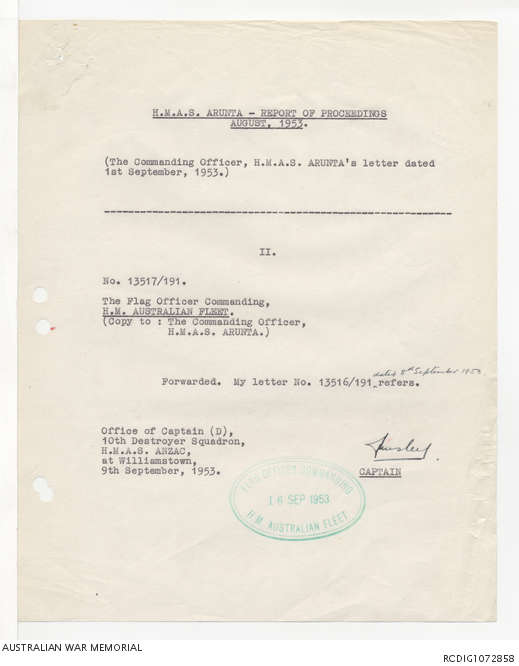 H.M.A.S. ARUNTA - REPORT OF PROCEEDINGS
AUGUST, 1953.
(The Commanding Officer, H.M.A.S. ARUNTA's letter dated
1st September, 1953.)
II.
No. 13517/191.
The Flag Officer Commanding,
H.M. AUSTRALIAN FLEET.
(Copy to : The Commanding Officer,
H.M.A.S. ARUNTA.)
dated 8th September 1953
Forwarded. My letter No. 13516/191 refers.
Office of Captain (D),
10th Destroyer Squadron,
H.M.A.S. ANZAC,
at Williamstown,
9th September, 1953.
CAPTAIN
FLAG OFFICER COMMANDING
16 SEP 1953
H.M. AUSTRALIAN FLEET
AUSTRALIAN WAR MEMORIAL
RCDIG1072858